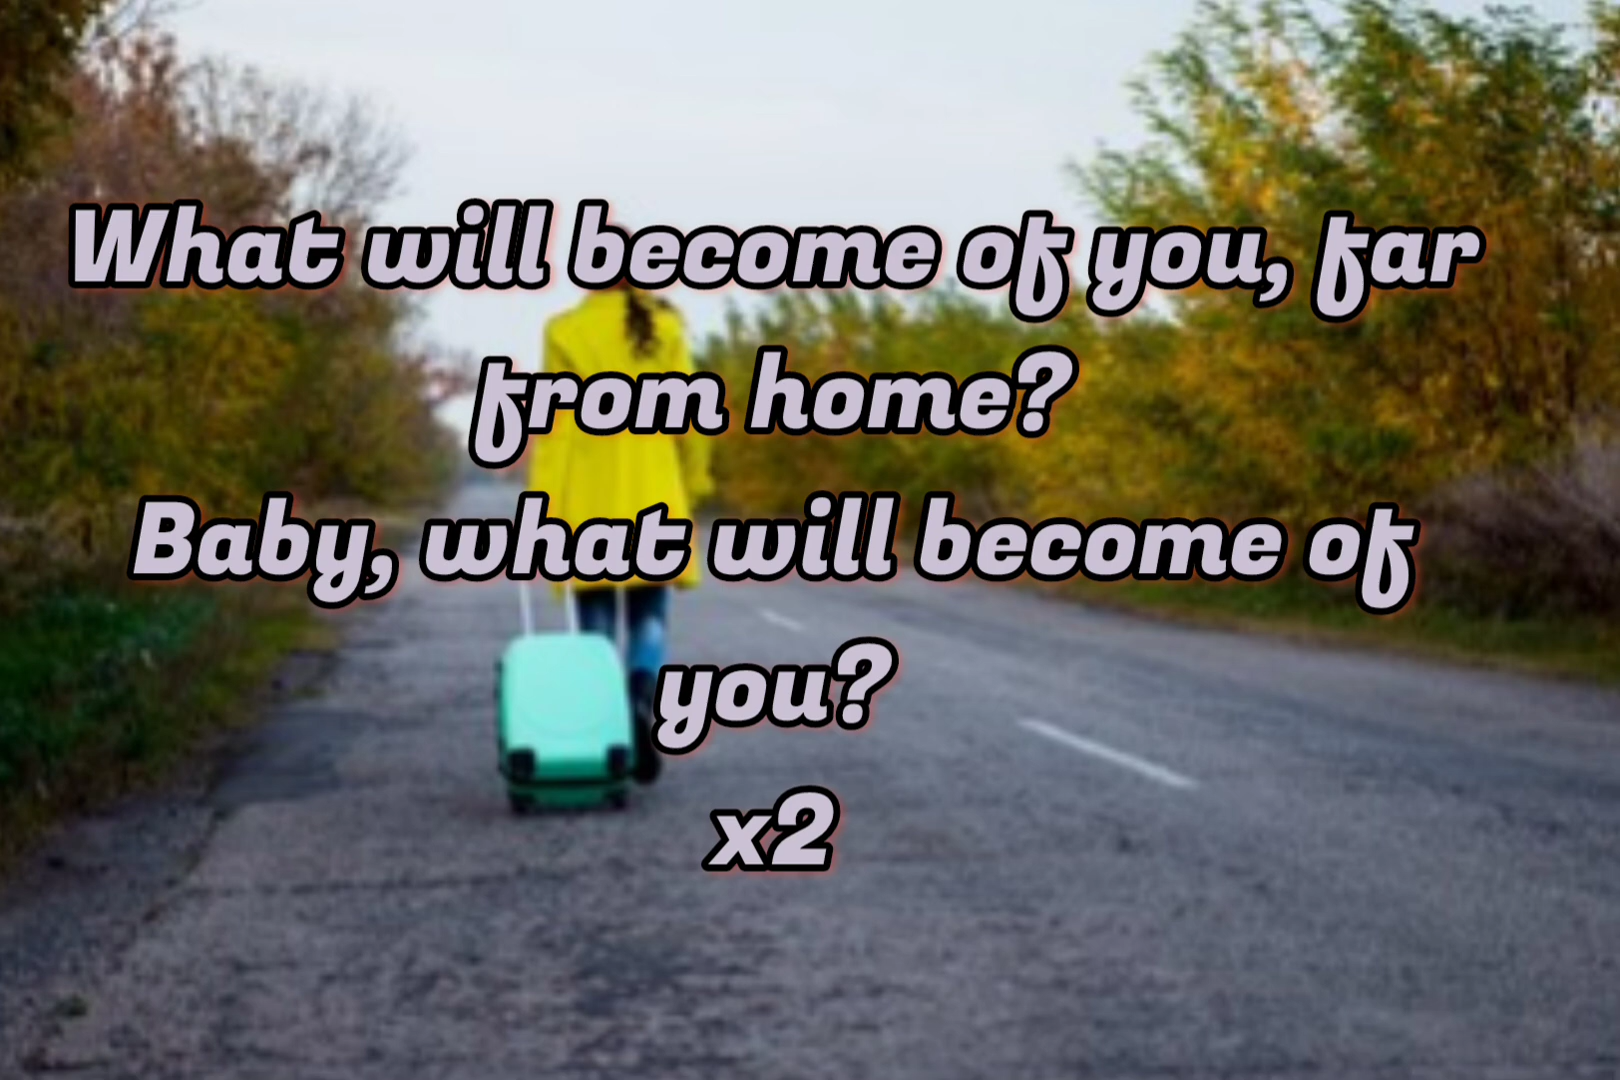 What will become of you, far
from home?
Baby, what will become of
you?
x2